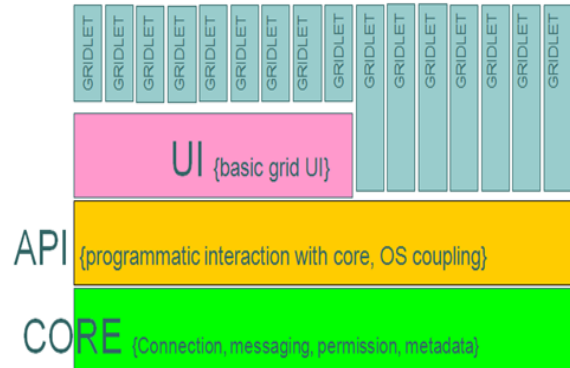 GRIDLET GRIDLET GRIDLET GRIDLET GRIDLET GRIDLET GRIDLET GRIDLET GRIDLET GRIDLET GRIDLET GRIDLET GRIDLET GRIDLET GRIDLET GRIDLET
UI {basic grid UI}
API {programmatic interaction with core, OS coupling}
CORE {Connection, messaging, permission, metadata}